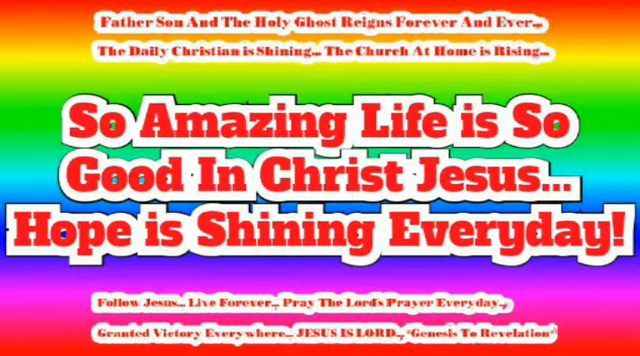 Father Son And The Holy Ghost Reigns Forever And Ever...
The Daily Christian is Shining... The Church At Home is Rising...
So Amazing Life is So
Good In Christ Jesus...
Hope is Shining Everyday!
Follow Jesus... Live Forever... Pray The Lord's Prayer Everyday...
Granted Victory Everywhere... JESUS IS LORD... "Genesis To Revelation"